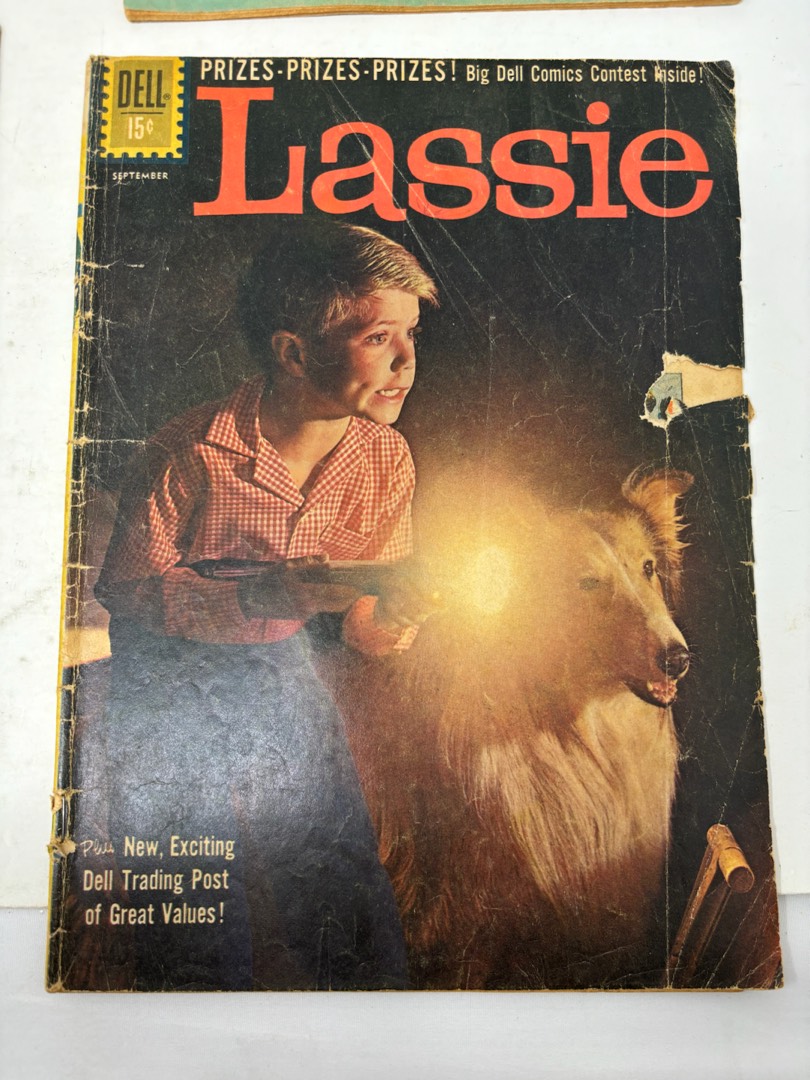 PRIZES-PRIZES-PRIZES! Big Dell Comics Contest Inside!
DELL
15¢
SEPTEMBER
Lassie
Plus New, Exciting
Dell Trading Post
of Great Values!